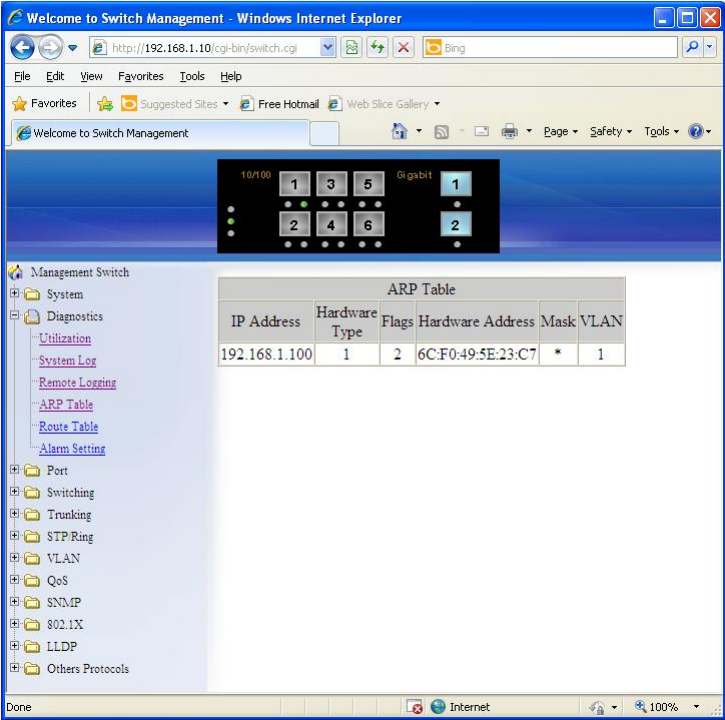 Welcome to Switch Management - Windows Internet Explorer
http://192.168.1.10/cgi-bin/switch.cgi
Bing
File Edit View Favorites Tools Help
Favorites Suggested Sites Free Hotmail Web Slice Gallery
Welcome to Switch Management Page Safety Tools
10/100 1 3 5 Gigabit 1
2 4 6 2
Management Switch
System
Diagnostics
Utilization
System Log
Remote Logging
ARP Table
Route Table
Alarm Setting
Port
Switching
Trunking
STP/Ring
VLAN
QoS
SNMP
802.1X
LLDP
Others Protocols
ARP Table
IP Address Hardware Type Flags Hardware Address Mask VLAN
192.168.1.100 1 2 6C:F0:49:5E:23:C7 * 1
Done Internet 100%